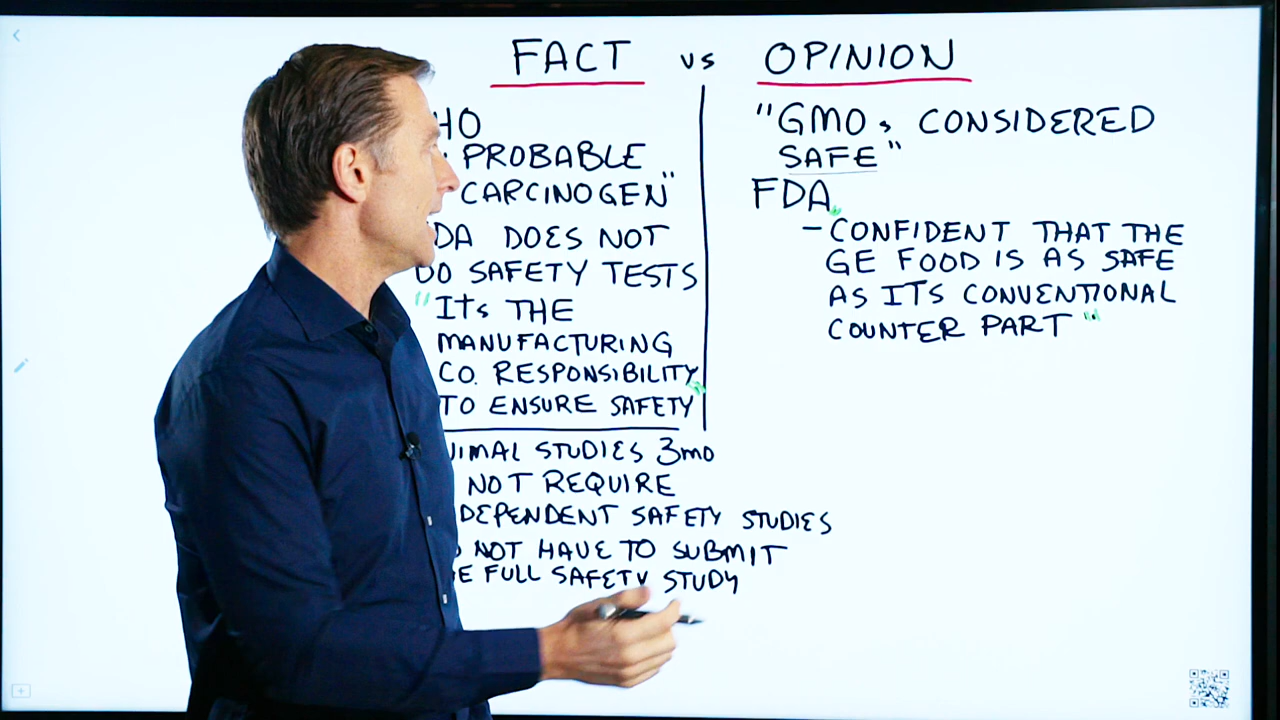 FACT vs OPINION
HO
PROBABLE
CARCINOGEN"
DA DOES NOT
DO SAFETY TESTS
"ITs THE
MANUFACTURING
CO. RESPONSIBILITY
TO ENSURE SAFETY"
IMAL STUDIES 3mo
NOT REQUIRE
DEPENDENT SAFETY STUDIES
NOT HAVE TO SUBMIT
E FULL SAFETY STUDY
"GMOs CONSIDERED
SAFE"
FDA
"- CONFIDENT THAT THE
GE FOOD IS AS SAFE
AS ITS CONVENTIONAL
COUNTER PART"